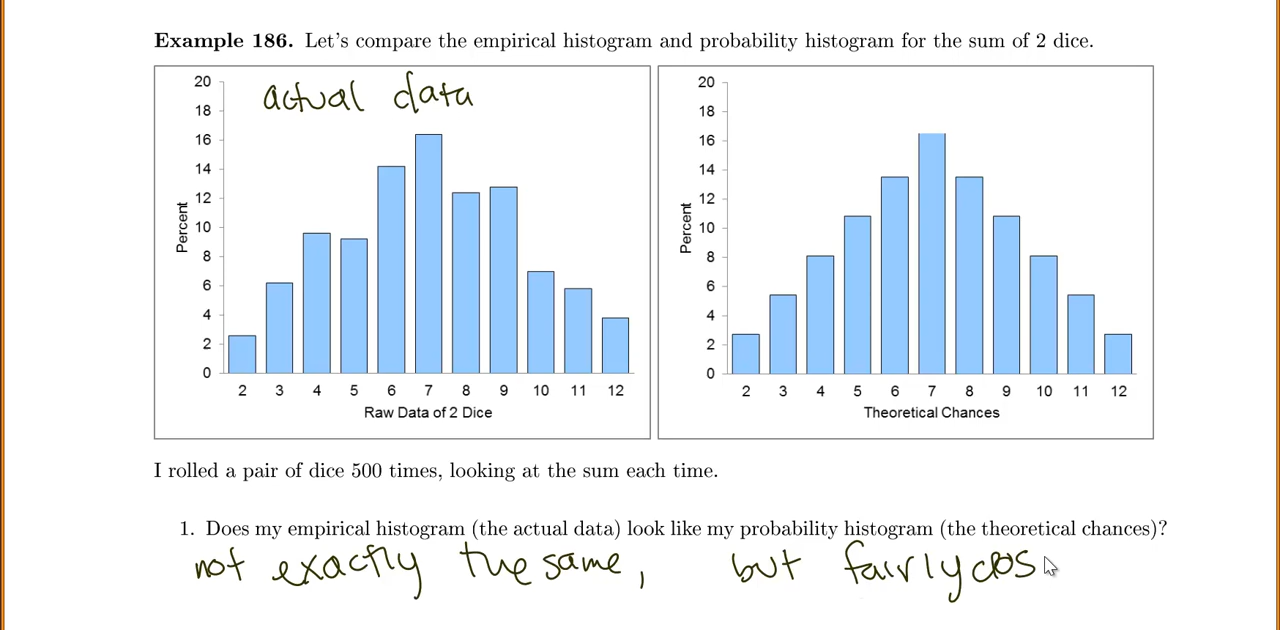 Example 186. Let's compare the empirical histogram and probability histogram for the sum of 2 dice.
actual data
20
18
16
14
12
10
8
6
4
2
0
Percent
2 3 4 5 6 7 8 9 10 11 12
Raw Data of 2 Dice
20
18
16
14
12
10
8
6
4
2
0
Percent
2 3 4 5 6 7 8 9 10 11 12
Theoretical Chances
I rolled a pair of dice 500 times, looking at the sum each time.
1. Does my empirical histogram (the actual data) look like my probability histogram (the theoretical chances)?
not exactly the same, but fairly clos